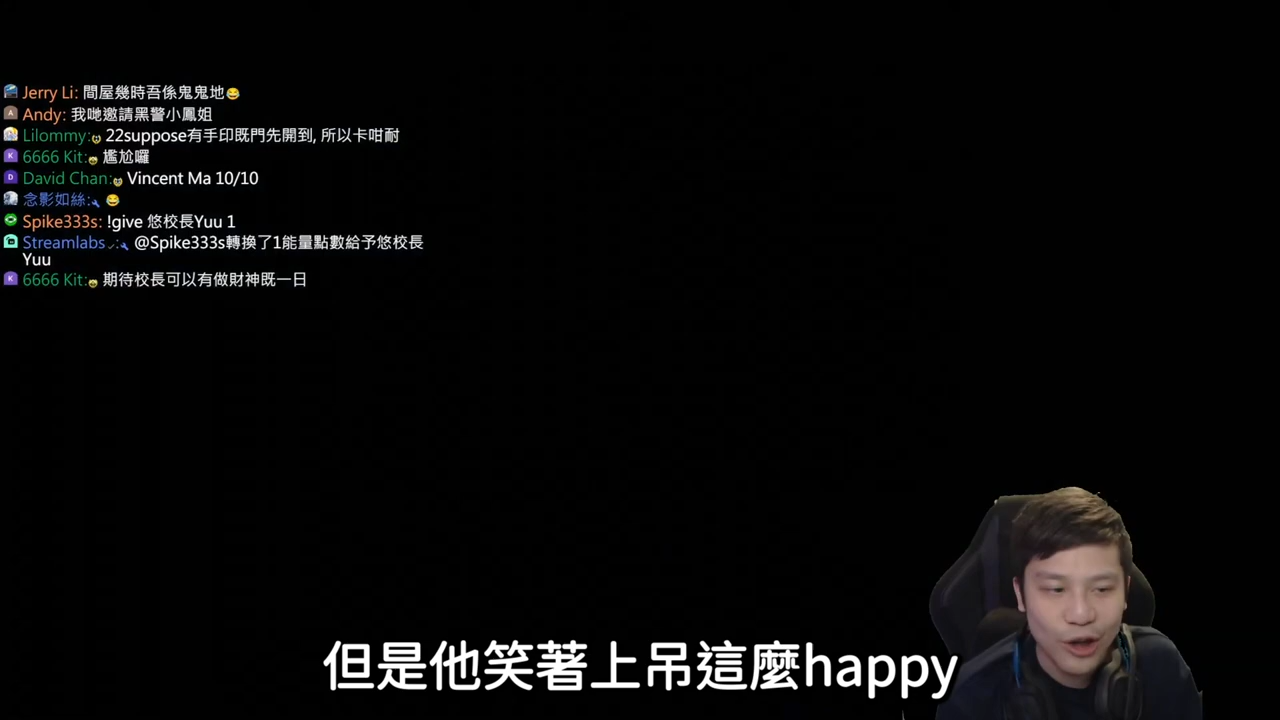 Jerry Li: 間屋幾時吾係鬼鬼地😂
A Andy: 我哋邀請黑警小鳳姐
Lilommy: 22suppose有手印既門先開到, 所以卡咁耐
K 6666 Kit: 尷尬囉
D David Chan: Vincent Ma 10/10
念影如絲: 😂
Spike333s: !give 悠校長Yuu 1
Streamlabs: @Spike333s轉換了1能量點數給予悠校長
Yuu
K 6666 Kit: 期待校長可以有做財神既一日
但是他笑著上吊這麼happy